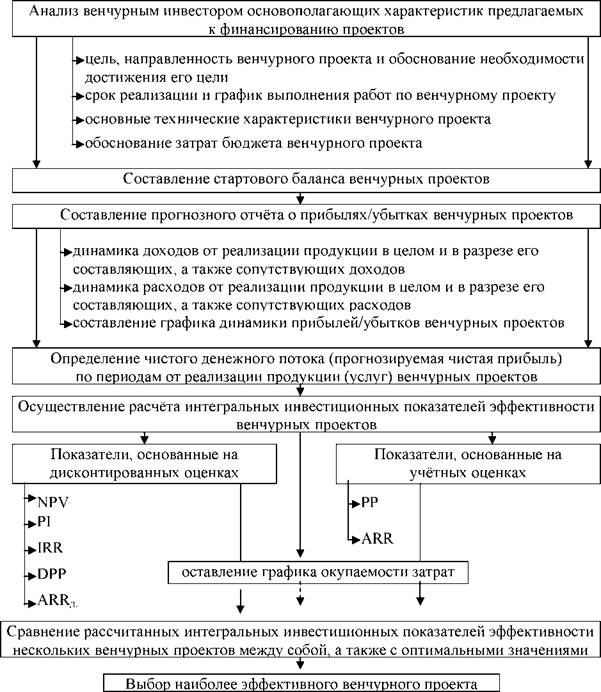 Анализ венчурным инвестором основополагающих характеристик предлагаемых
к финансированию проектов
цель, направленность венчурного проекта и обоснование необходимости
достижения его цели
срок реализации и график выполнения работ по венчурному проекту
основные технические характеристики венчурного проекта
обоснование затрат бюджета венчурного проекта
Составление стартового баланса венчурных проектов
Составление прогнозного отчёта о прибылях/убытках венчурных проектов
динамика доходов от реализации продукции в целом и в разрезе его
составляющих, а также сопутствующих доходов
динамика расходов от реализации продукции в целом и в разрезе его
составляющих, а также сопутствующих расходов
составление графика динамики прибылей/убытков венчурных проектов
Определение чистого денежного потока (прогнозируемая чистая прибыль)
по периодам от реализации продукции (услуг) венчурных проектов
Осуществление расчёта интегральных инвестиционных показателей эффективности
венчурных проектов
Показатели, основанные на
дисконтированных оценках
NPV
PI
IRR
DPP
ARRд.
Показатели, основанные на
учётных оценках
PP
ARR
оставление графика окупаемости затрат
Сравнение рассчитанных интегральных инвестиционных показателей эффективности
нескольких венчурных проектов между собой, а также с оптимальными значениями
Выбор наиболее эффективного венчурного проекта